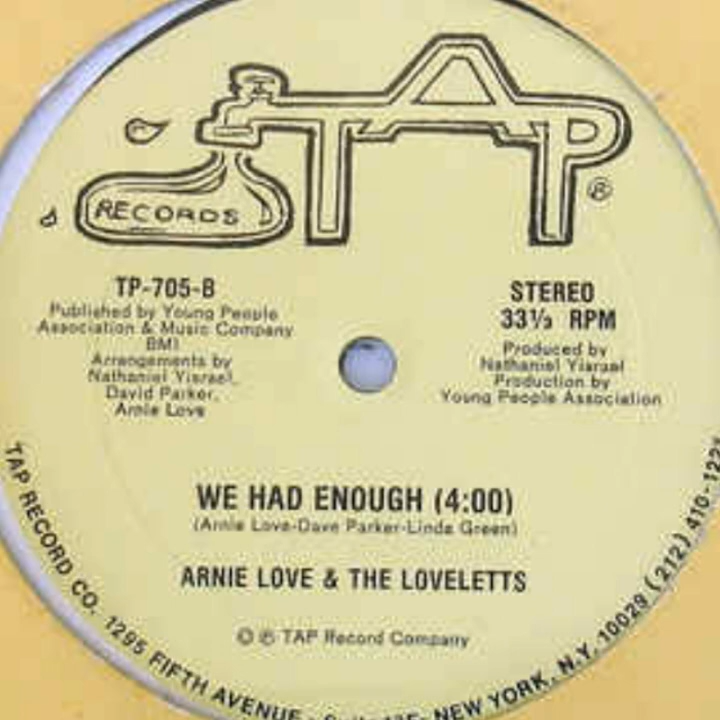 TAP
RECORDS
®
TP-705-B
Published by Young People
Association & Music Company
BMI
Arrangements by
Nathaniel Yisrael,
David Parker,
Arnie Love
STEREO
33⅓ RPM
Produced by
Nathaniel Yisrael
Production by
Young People Association
WE HAD ENOUGH (4:00)
(Arnie Love-Dave Parker-Linda Green)
ARNIE LOVE & THE LOVELETTS
© ℗ TAP Record Company
TAP RECORD CO. 1295 FIFTH AVENUE - NEW YORK, N.Y. 10029 (212) 410-